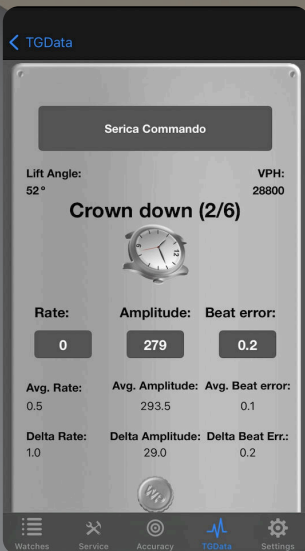 TGData
Serica Commando
Lift Angle: VPH:
52° 28800
Crown down (2/6)
Rate: Amplitude: Beat error:
0 279 0.2
Avg. Rate: Avg. Amplitude: Avg. Beat error:
0.5 293.5 0.1
Delta Rate: Delta Amplitude: Delta Beat Err.:
1.0 29.0 0.2
Watches Service Accuracy TGData Settings